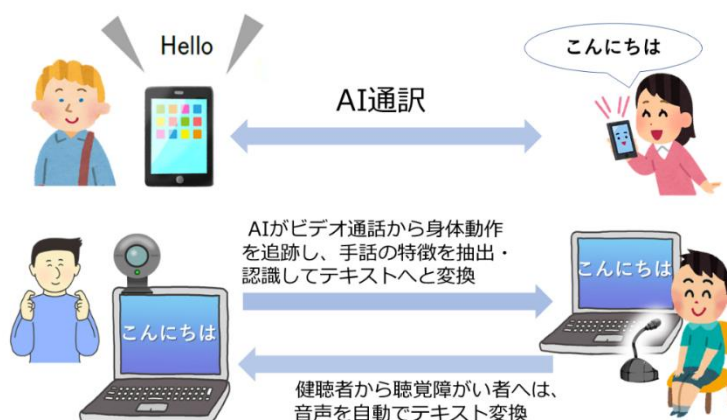 Hello
こんにちは
AI通訳
AIがビデオ通話から身体動作
を追跡し、手話の特徴を抽出・
認識してテキストへと変換
こんにちは
こんにちは
健聴者から聴覚障がい者へは、
音声を自動でテキスト変換